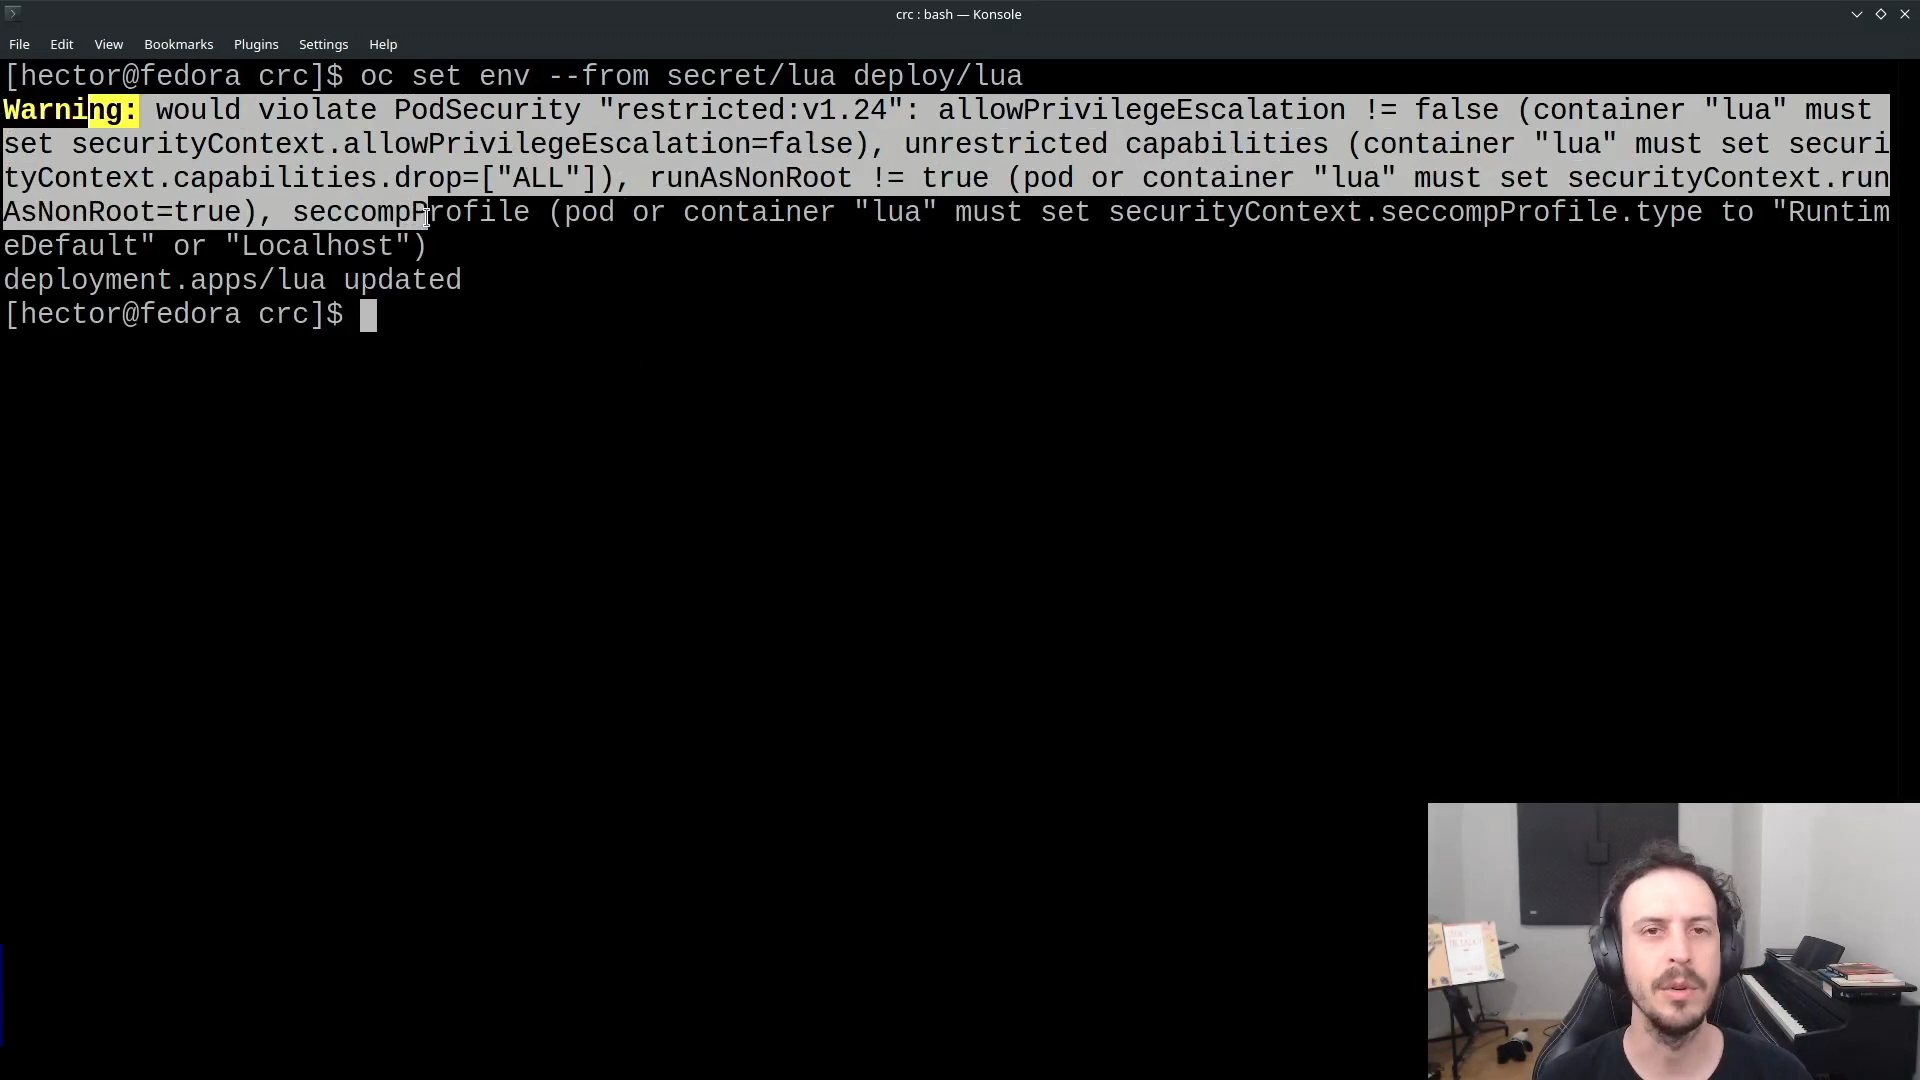 crc : bash — Konsole
File Edit View Bookmarks Plugins Settings Help
[hector@fedora crc]$ oc set env --from secret/lua deploy/lua
Warning: would violate PodSecurity "restricted:v1.24": allowPrivilegeEscalation != false (container "lua" must
set securityContext.allowPrivilegeEscalation=false), unrestricted capabilities (container "lua" must set securi
tyContext.capabilities.drop=["ALL"]), runAsNonRoot != true (pod or container "lua" must set securityContext.run
AsNonRoot=true), seccompProfile (pod or container "lua" must set securityContext.seccompProfile.type to "Runtim
eDefault" or "Localhost")
deployment.apps/lua updated
[hector@fedora crc]$